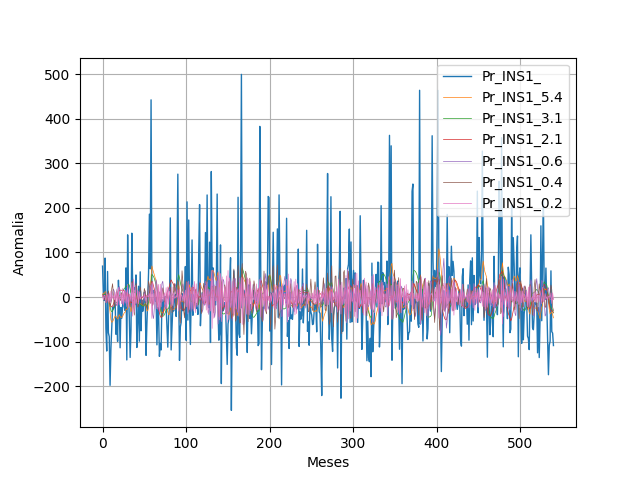 500
400
300
200
100
0
−100
−200
Anomalia
0 100 200 300 400 500
Meses
Pr_INS1_
Pr_INS1_5.4
Pr_INS1_3.1
Pr_INS1_2.1
Pr_INS1_0.6
Pr_INS1_0.4
Pr_INS1_0.2